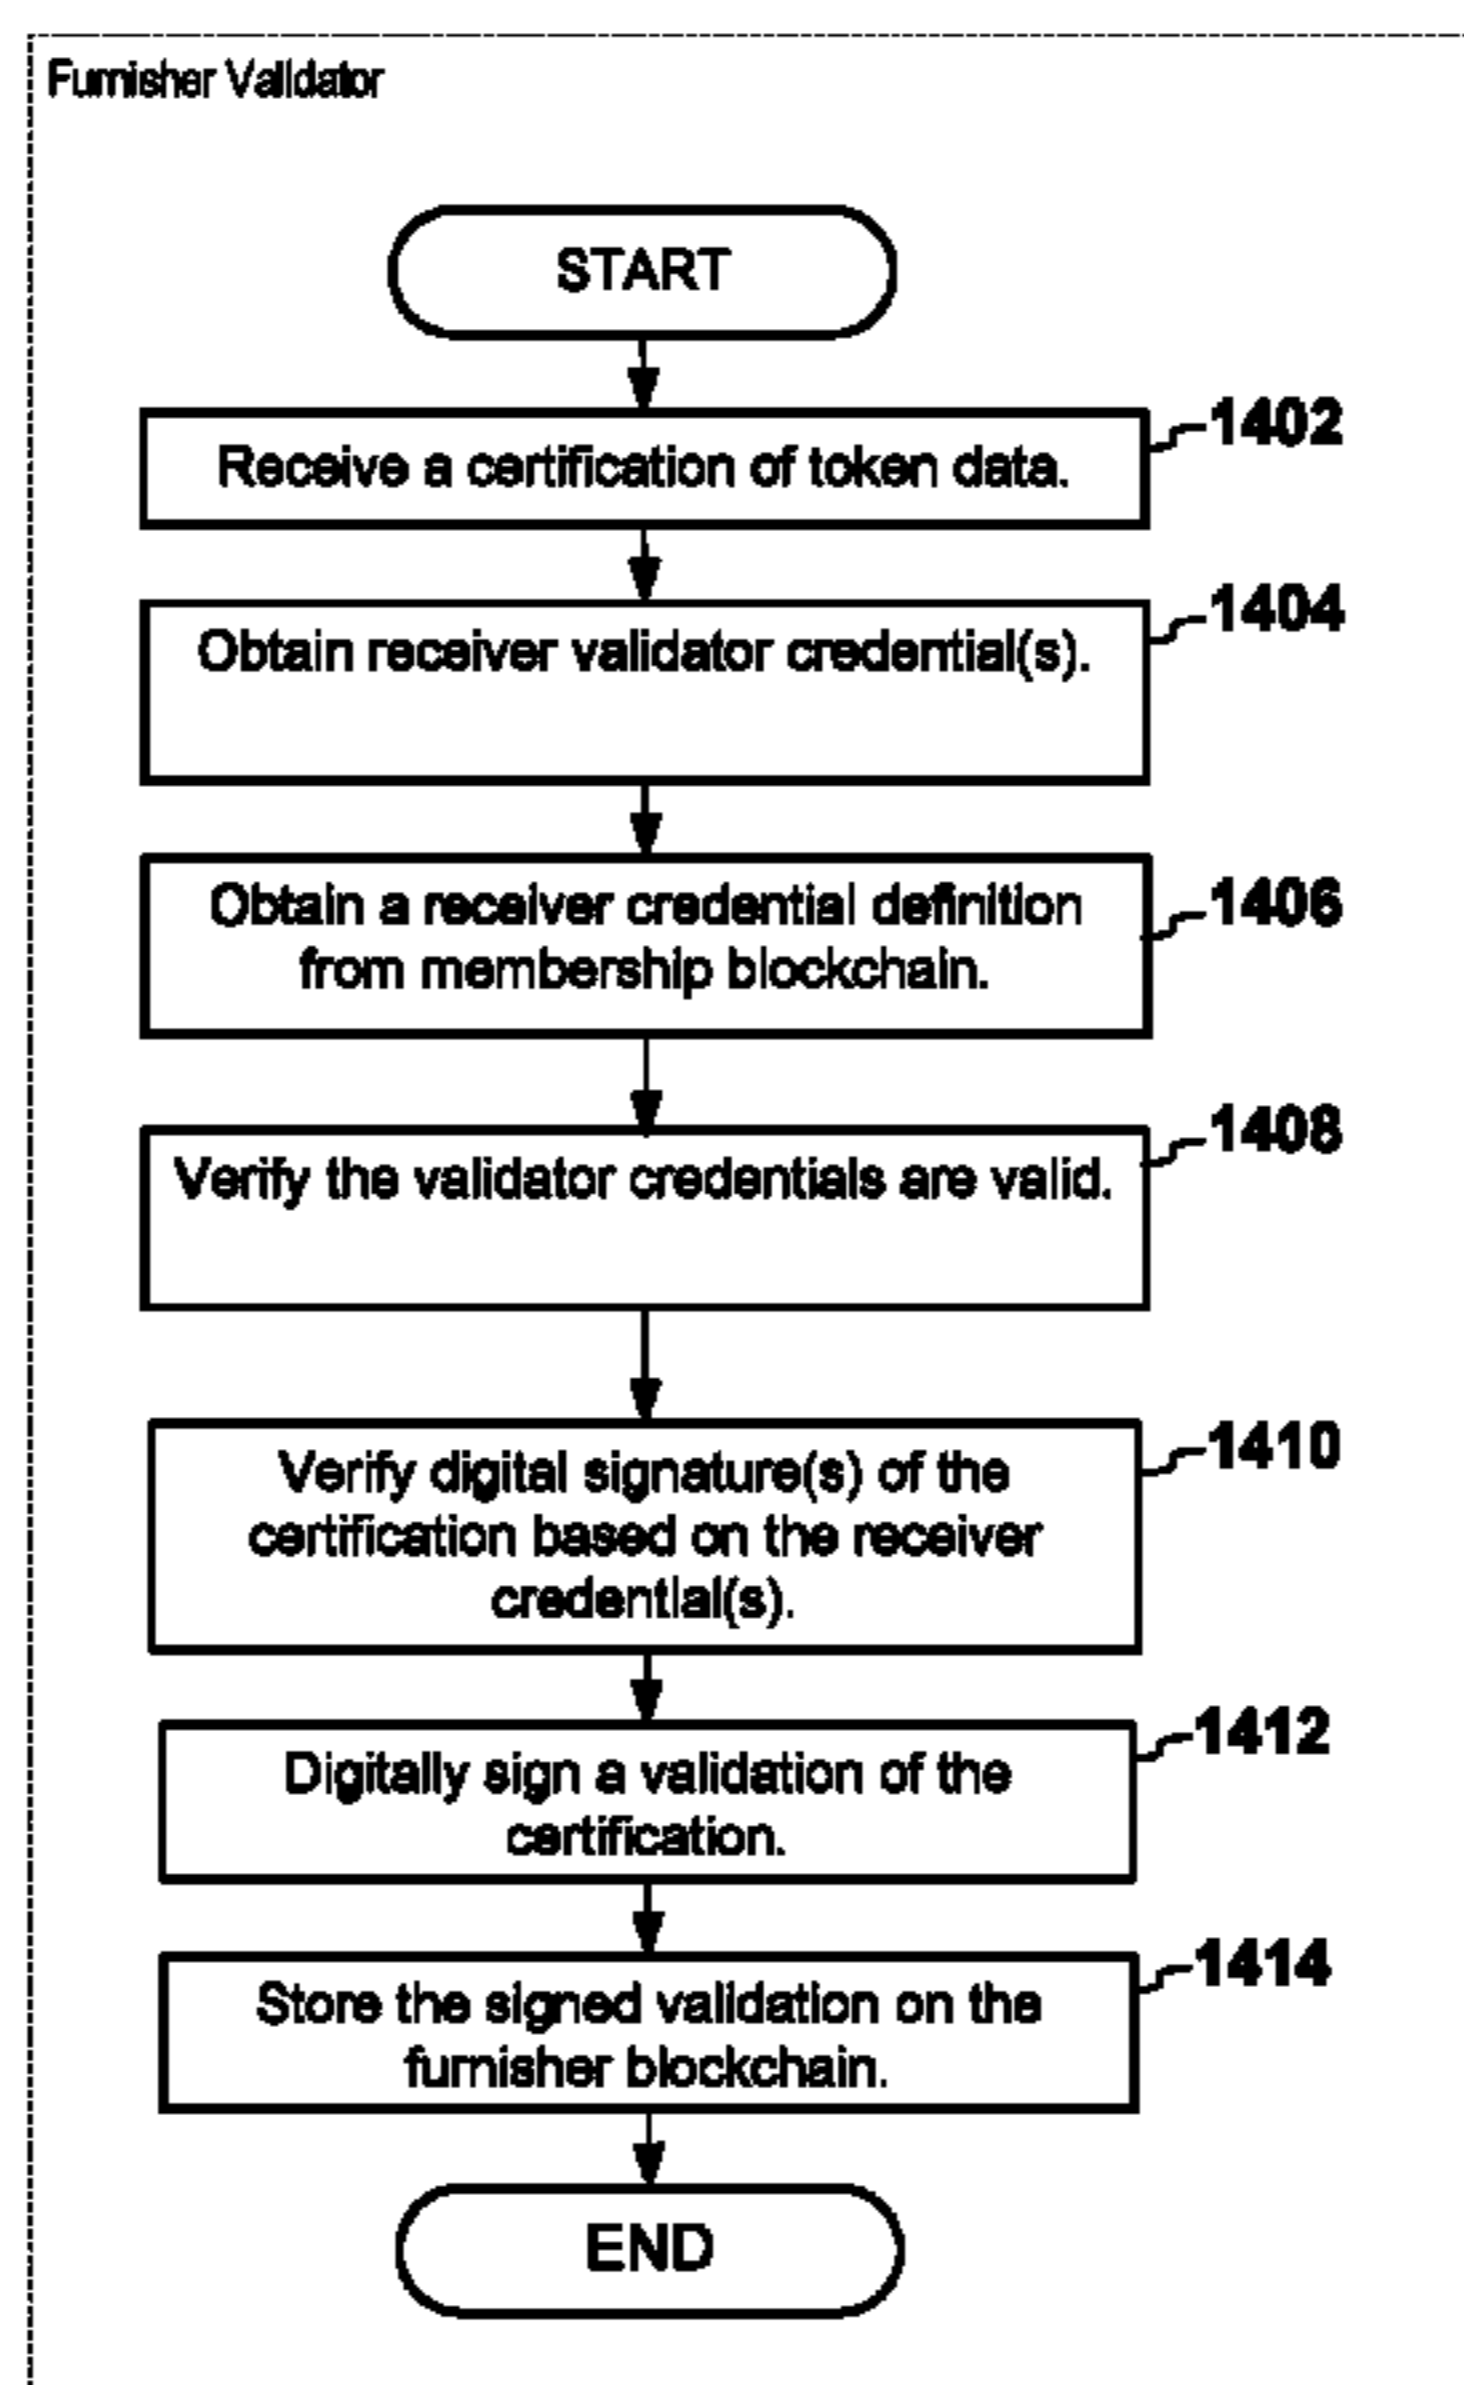 Furnisher Validator
START
Receive a certification of token data.
1402
Obtain receiver validator credential(s).
1404
Obtain a receiver credential definition
from membership blockchain.
1406
Verify the validator credentials are valid.
1408
Verify digital signature(s) of the
certification based on the receiver
credential(s).
1410
Digitally sign a validation of the
certification.
1412
Store the signed validation on the
furnisher blockchain.
1414
END